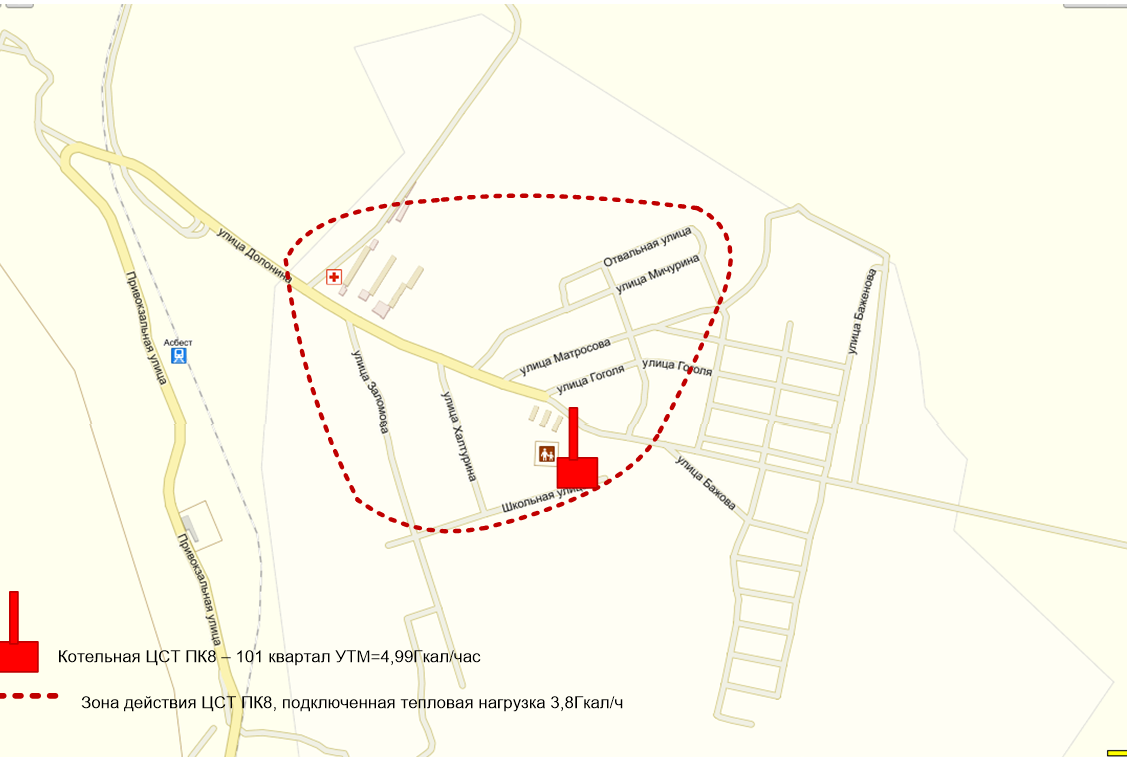 улица Долонина
Отвальная улица
улица Мичурина
улица Баженова
Привокзальная улица
Асбест
улица Матросова
улица Гоголя
улица Гоголя
улица Заломова
улица Халтурина
Школьная улица
улица Бажова
Привокзальная улица
Котельная ЦСТ ПК8 – 101 квартал УТМ=4,99Гкал/час
Зона действия ЦСТ ПК8, подключенная тепловая нагрузка 3,8Гкал/ч